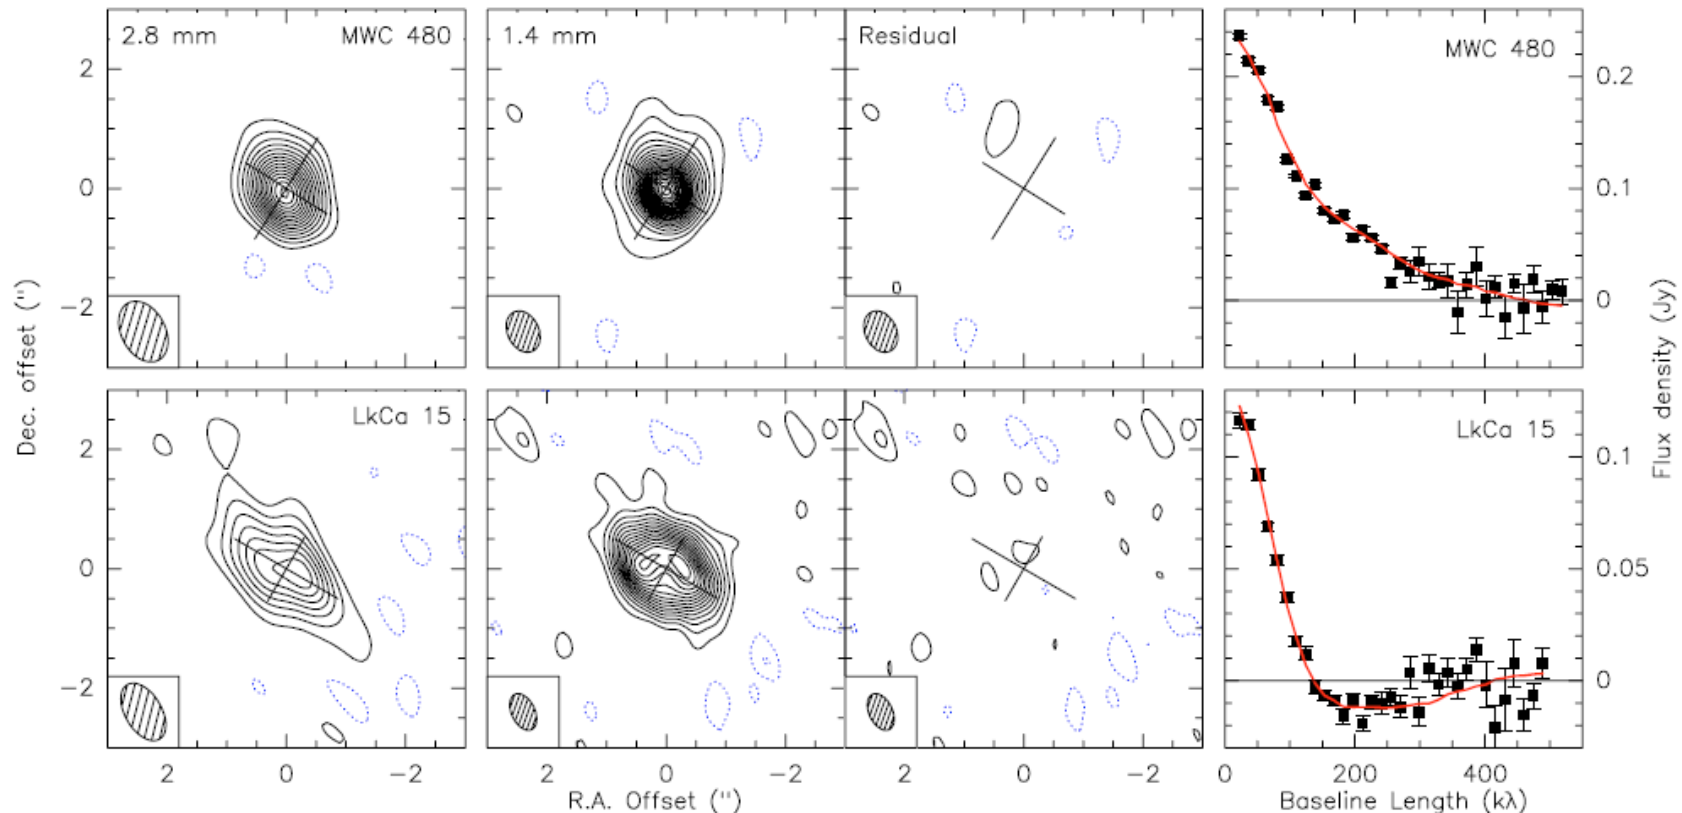 2.8 mm MWC 480
1.4 mm
Residual
MWC 480
2
0
−2
0.2
0.1
0
Dec. offset (")
Flux density (Jy)
LkCa 15
LkCa 15
2
0
−2
0.1
0.05
0
2 0 −2
2 0 −2
2 0 −2
0 200 400
R.A. Offset (")
Baseline Length (kλ)